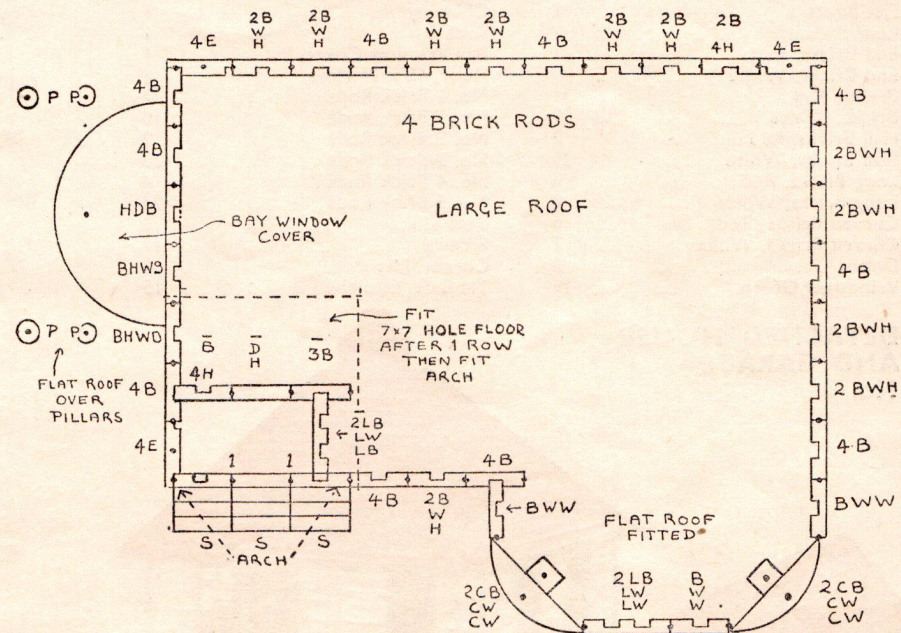 2B 2B 2B 2B 2B 2B 2B
4E W W 4B W W 4B W W 4H 4E
H H H H H H
4B
P P
4B
4 BRICK RODS
4B
2BWH
HDB
LARGE ROOF
2BWH
BAY WINDOW
COVER
BHWB
4B
FIT
7x7 HOLE FLOOR
AFTER 1 ROW
THEN FIT
ARCH
BHWD
2BWH
P P
B D 3B
4H H
FLAT ROOF
OVER
PILLARS
4B
2BWH
2LB
LW
LB
4E
4B
1 1
4B
4B 2B
W
H
BWW
BWW
FLAT ROOF
FITTED
S S S
ARCH
2CB
CW
CW
2LB
LW
LW
B
W
W
2CB
CW
CW